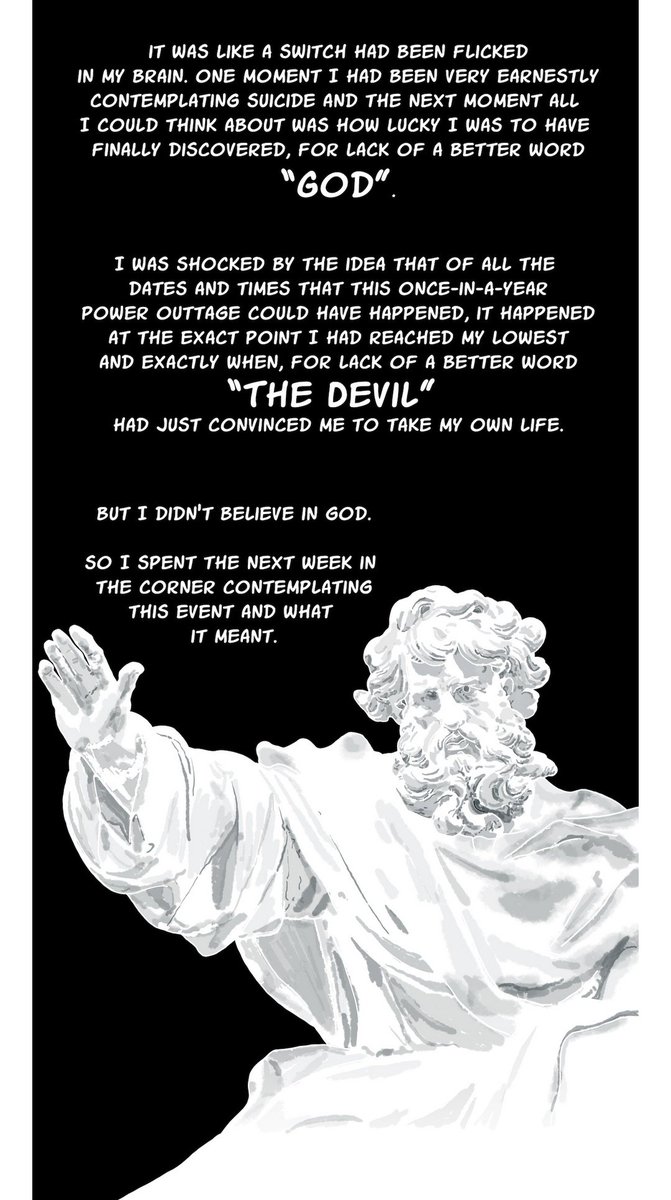 IT WAS LIKE A SWITCH HAD BEEN FLICKED
IN MY BRAIN. ONE MOMENT I HAD BEEN VERY EARNESTLY
CONTEMPLATING SUICIDE AND THE NEXT MOMENT ALL
I COULD THINK ABOUT WAS HOW LUCKY I WAS TO HAVE
FINALLY DISCOVERED, FOR LACK OF A BETTER WORD
"GOD".
I WAS SHOCKED BY THE IDEA THAT OF ALL THE
DATES AND TIMES THAT THIS ONCE-IN-A-YEAR
POWER OUTTAGE COULD HAVE HAPPENED, IT HAPPENED
AT THE EXACT POINT I HAD REACHED MY LOWEST
AND EXACTLY WHEN, FOR LACK OF A BETTER WORD
"THE DEVIL"
HAD JUST CONVINCED ME TO TAKE MY OWN LIFE.
BUT I DIDN'T BELIEVE IN GOD.
SO I SPENT THE NEXT WEEK IN
THE CORNER CONTEMPLATING
THIS EVENT AND WHAT
IT MEANT.